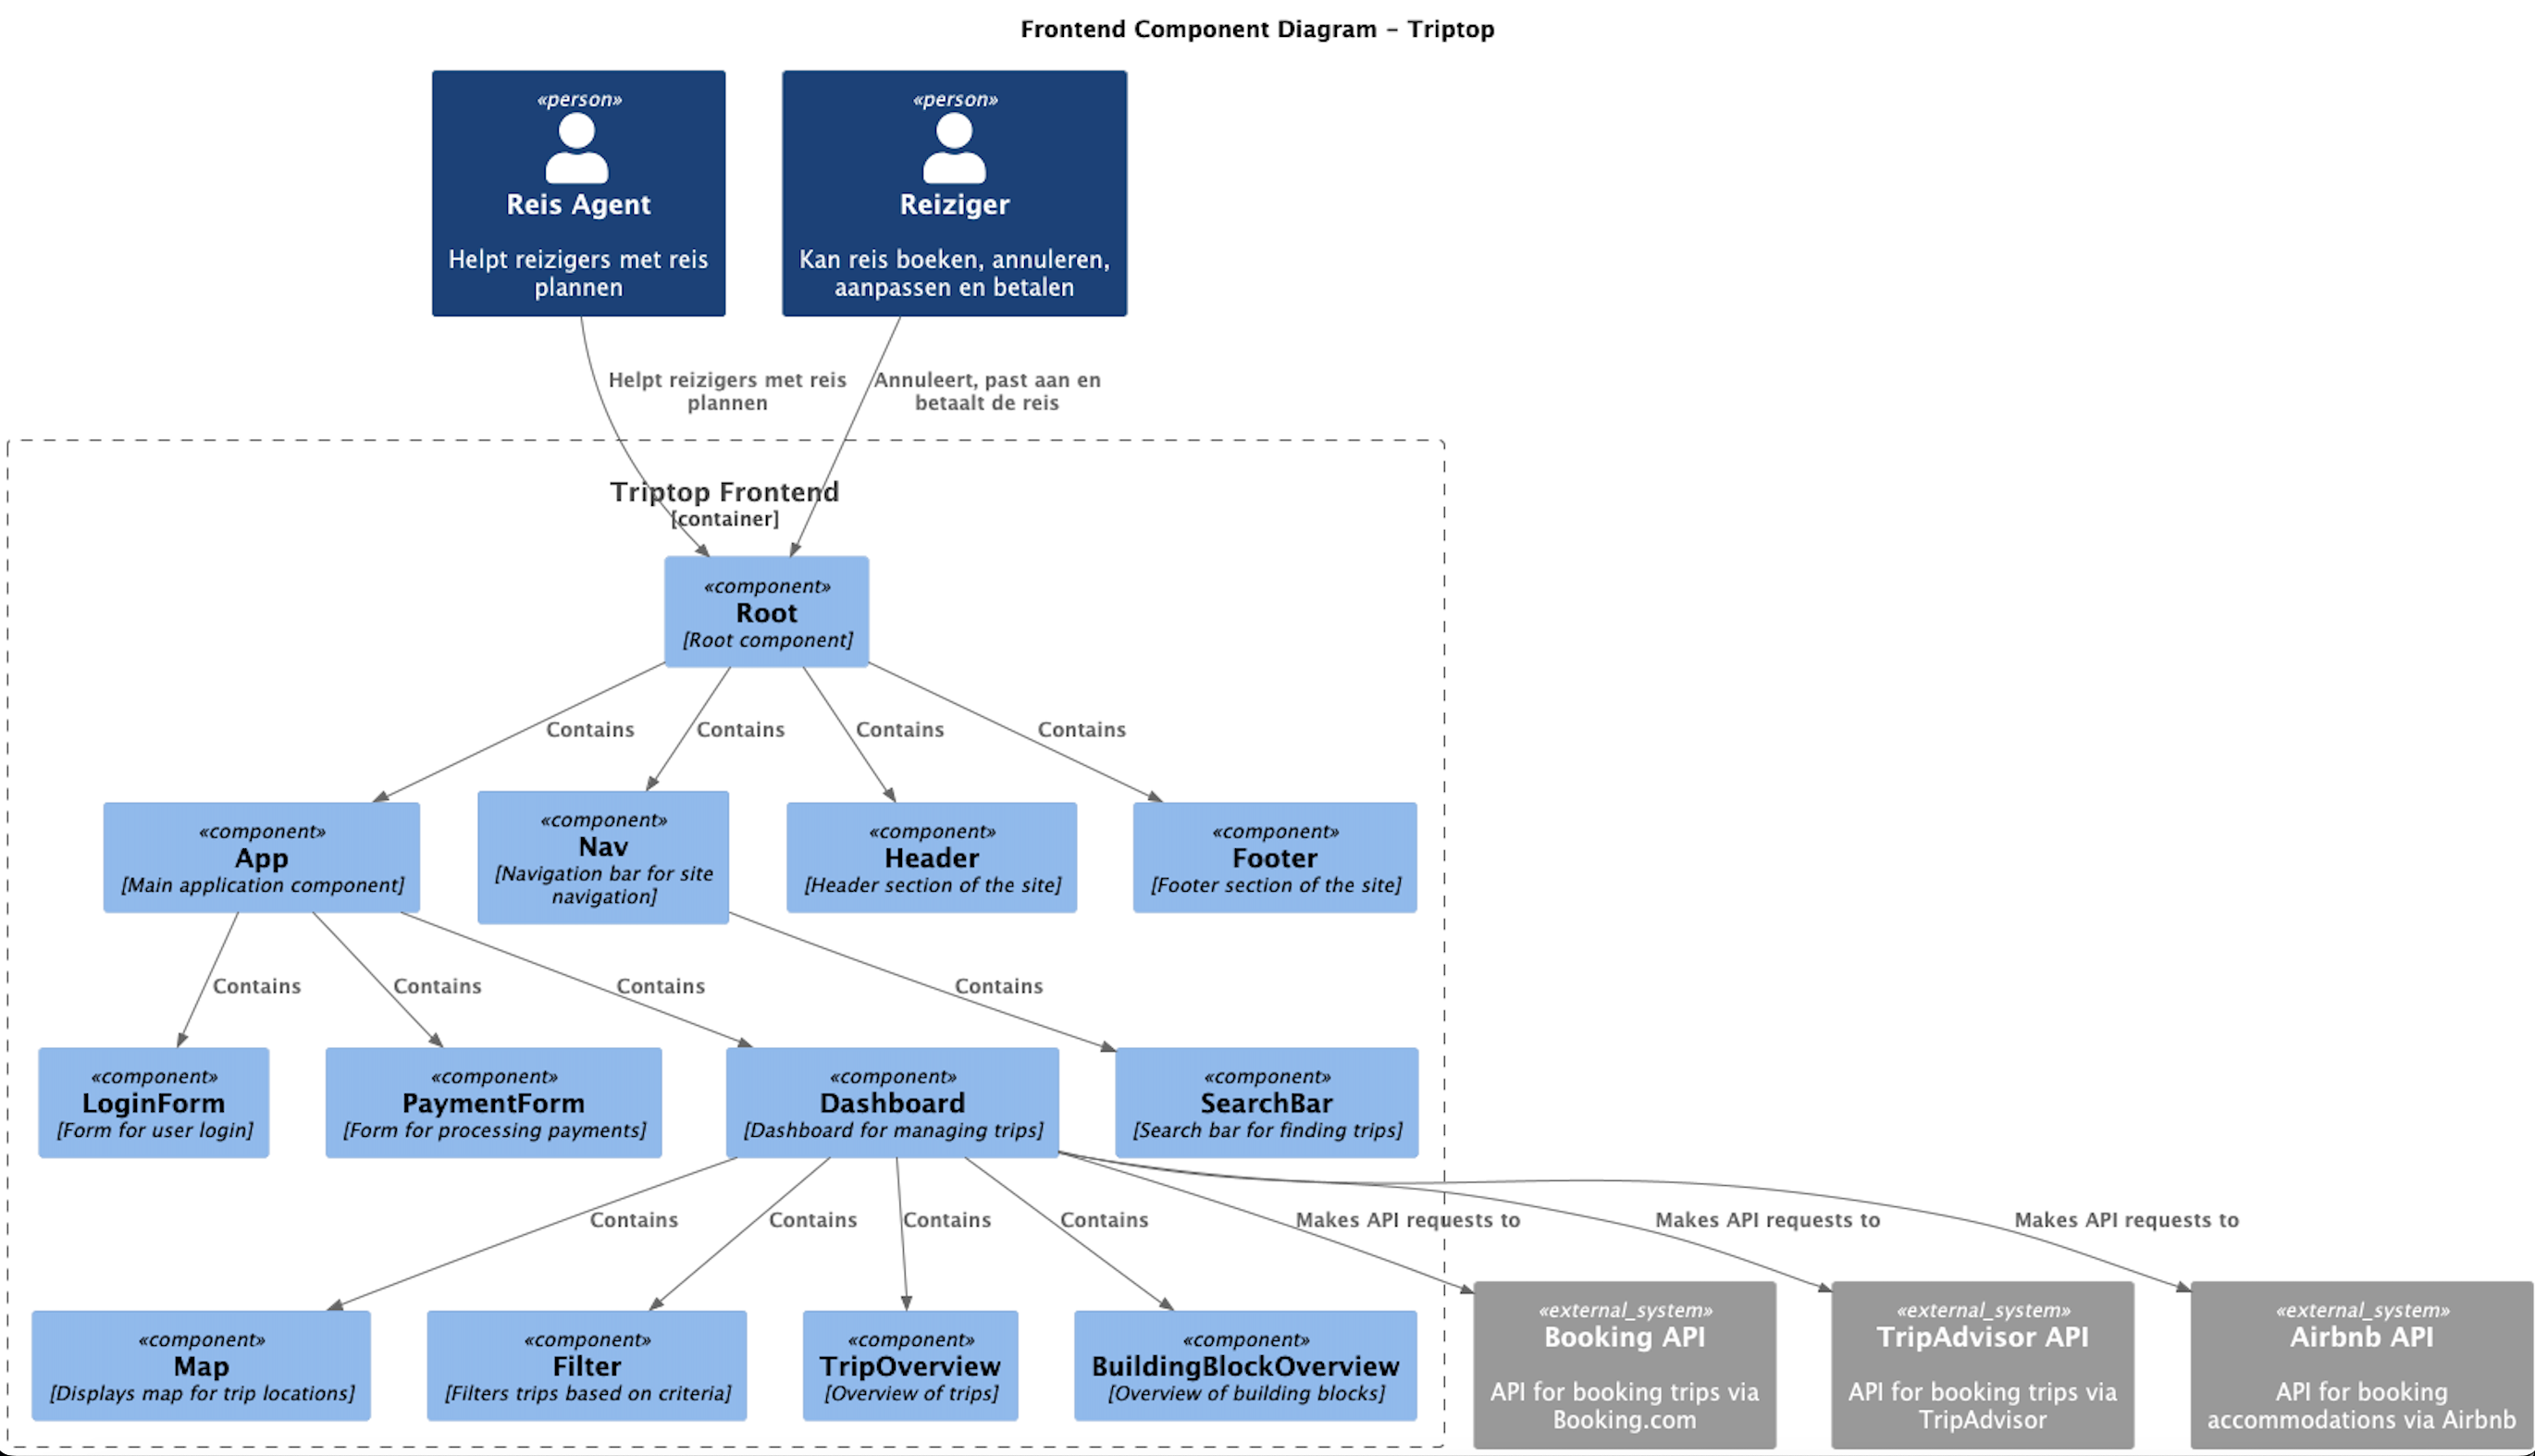 Frontend Component Diagram – Triptop
«person»
Reis Agent
Helpt reizigers met reis
plannen
«person»
Reiziger
Kan reis boeken, annuleren,
aanpassen en betalen
Helpt reizigers met reis
plannen
Annuleert, past aan en
betaalt de reis
Triptop Frontend
[container]
«component»
Root
[Root component]
Contains
Contains
Contains
Contains
«component»
App
[Main application component]
«component»
Nav
[Navigation bar for site
navigation]
«component»
Header
[Header section of the site]
«component»
Footer
[Footer section of the site]
Contains
Contains
Contains
Contains
«component»
LoginForm
[Form for user login]
«component»
PaymentForm
[Form for processing payments]
«component»
Dashboard
[Dashboard for managing trips]
«component»
SearchBar
[Search bar for finding trips]
Contains
Contains
Contains
Contains
Makes API requests to
Makes API requests to
Makes API requests to
«component»
Map
[Displays map for trip locations]
«component»
Filter
[Filters trips based on criteria]
«component»
TripOverview
[Overview of trips]
«component»
BuildingBlockOverview
[Overview of building blocks]
«external_system»
Booking API
API for booking trips via
Booking.com
«external_system»
TripAdvisor API
API for booking trips via
TripAdvisor
«external_system»
Airbnb API
API for booking
accommodations via Airbnb